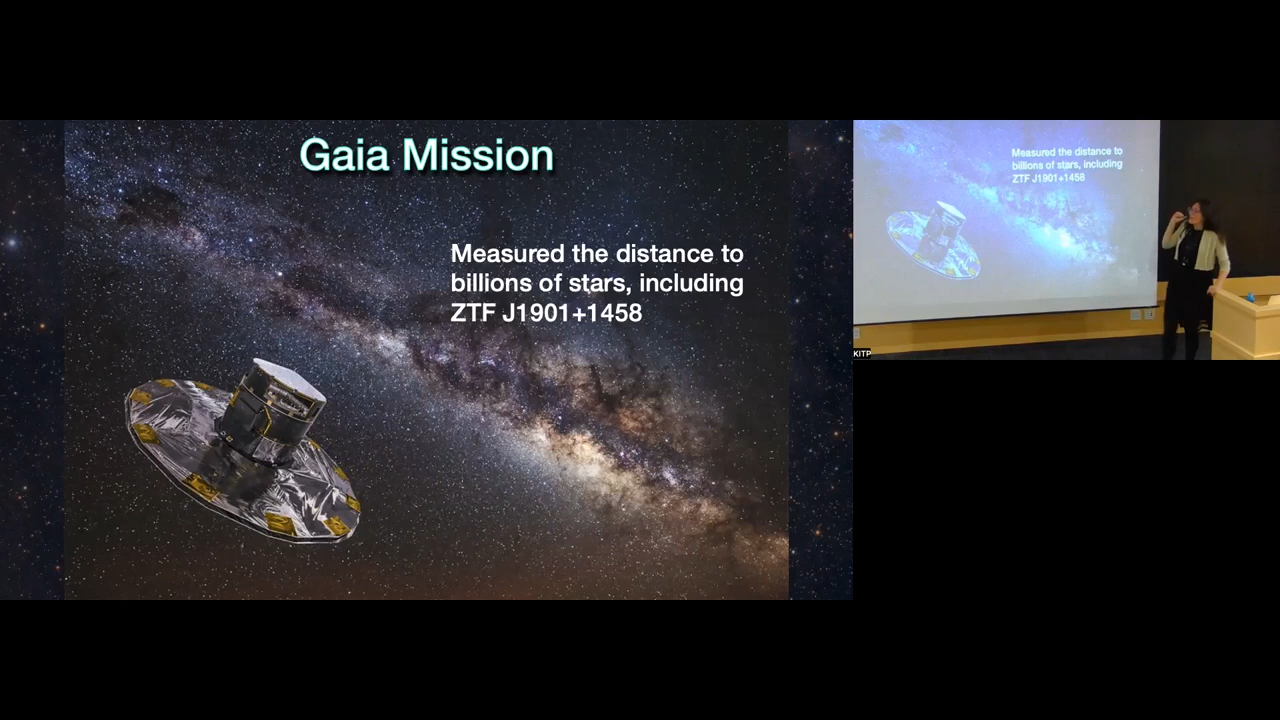 Gaia Mission
Measured the distance to
billions of stars, including
ZTF J1901+1458
Measured the distance to
billions of stars, including
ZTF J1901+1458
KITP